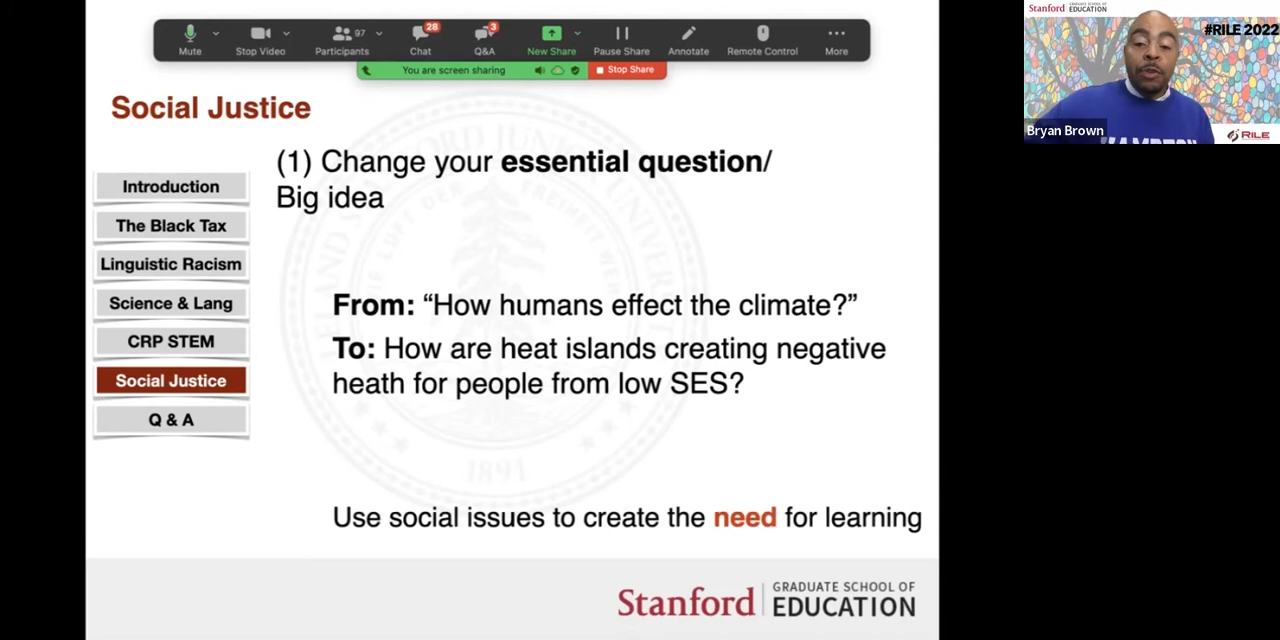 Mute
Stop Video
97
Participants
28
Chat
3
Q&A
New Share
Pause Share
Annotate
Remote Control
More
You are screen sharing
Stop Share
Social Justice
Introduction
The Black Tax
Linguistic Racism
Science & Lang
CRP STEM
Social Justice
Q & A
(1) Change your essential question/
Big idea
From: “How humans effect the climate?”
To: How are heat islands creating negative
heath for people from low SES?
Use social issues to create the need for learning
1891
Stanford
GRADUATE SCHOOL OF
EDUCATION
Stanford
GRADUATE SCHOOL OF
EDUCATION
#RILE 2022
Bryan Brown
RILE